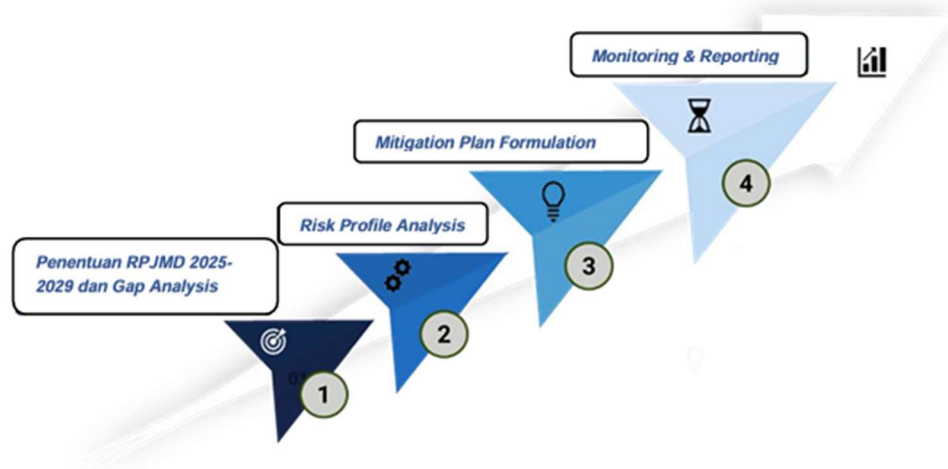 Monitoring & Reporting
Mitigation Plan Formulation
Risk Profile Analysis
Penentuan RPJMD 2025-
2029 dan Gap Analysis
4
3
2
01
1